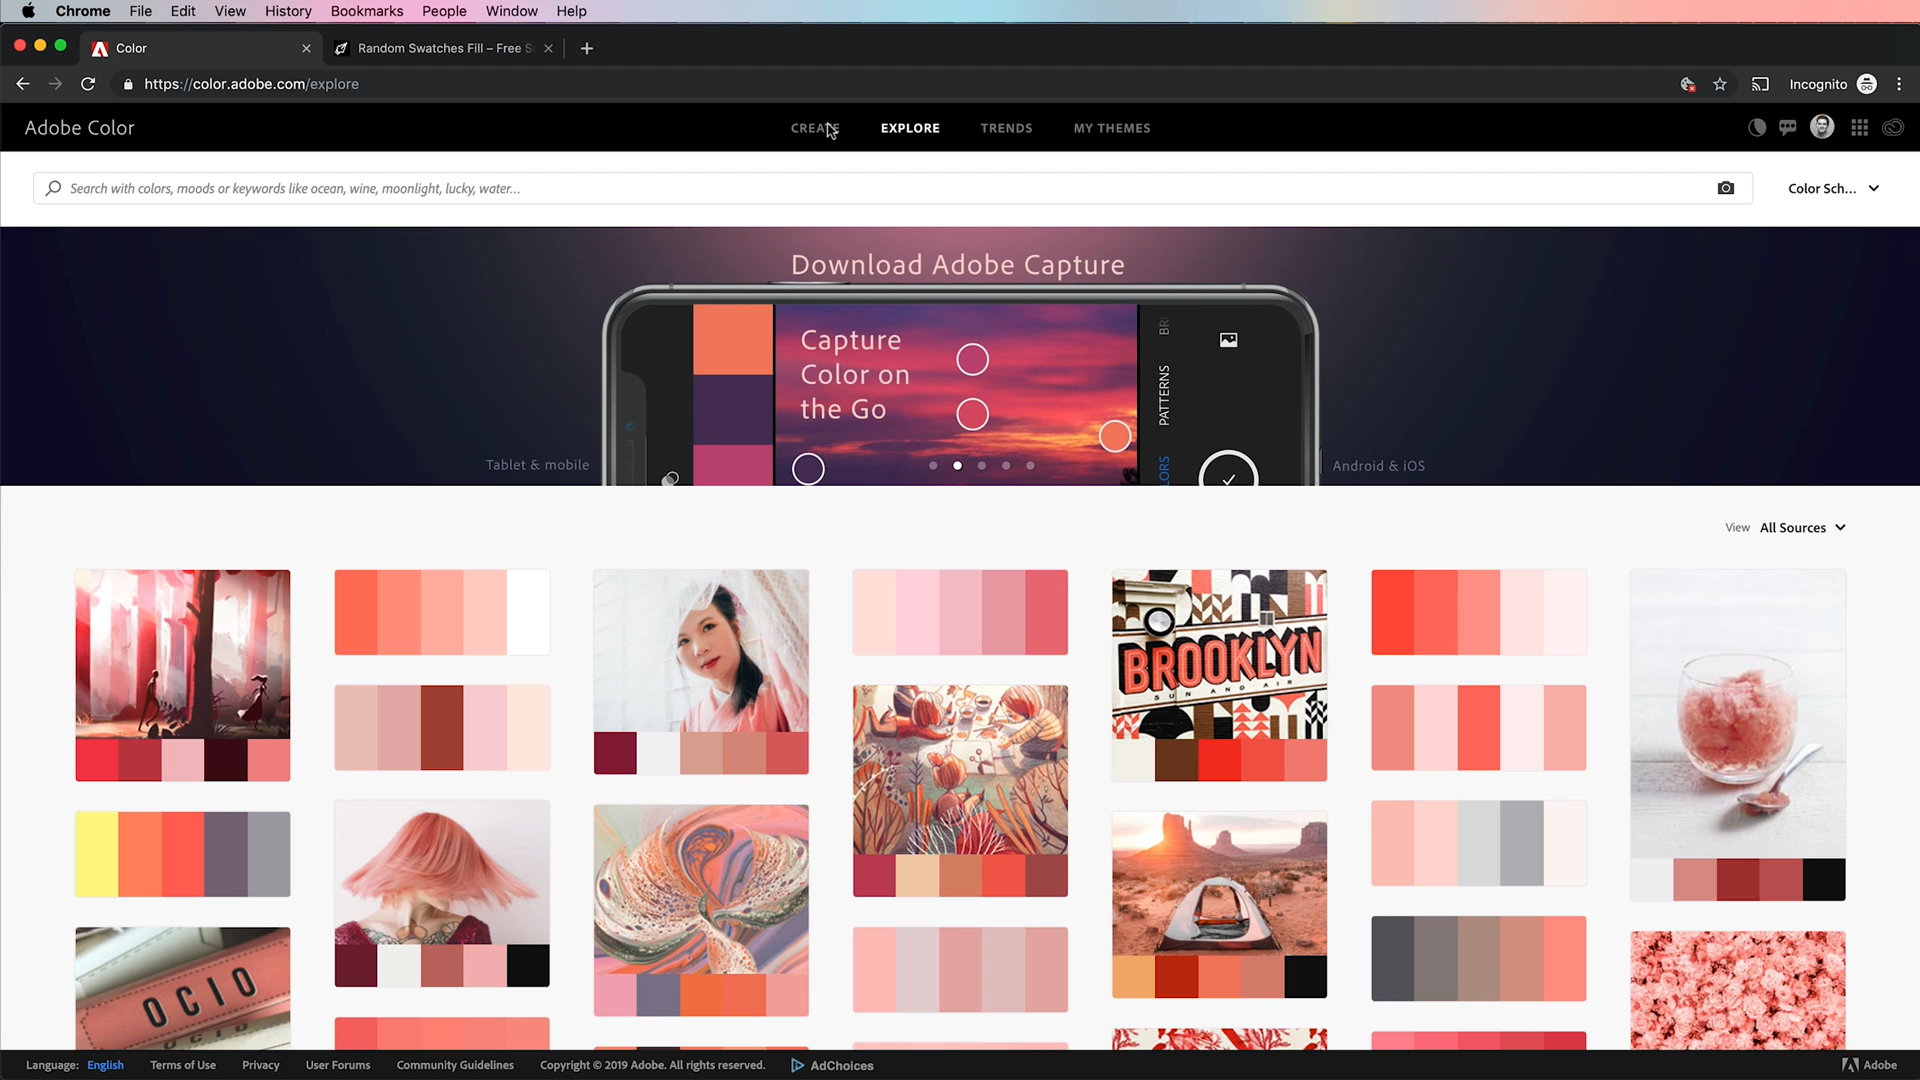 Chrome File Edit View History Bookmarks People Window Help
Color
Random Swatches Fill – Free S
https://color.adobe.com/explore
Incognito
Adobe Color
CREATE EXPLORE TRENDS MY THEMES
Search with colors, moods or keywords like ocean, wine, moonlight, lucky, water...
Color Sch...
Download Adobe Capture
Capture
Color on
the Go
BRI
PATTERNS
LORS
Tablet & mobile
Android & iOS
View All Sources
BROOKLYN
SUN AND AIR
OCIO
Language: English Terms of Use Privacy User Forums Community Guidelines Copyright © 2019 Adobe. All rights reserved. AdChoices
Adobe